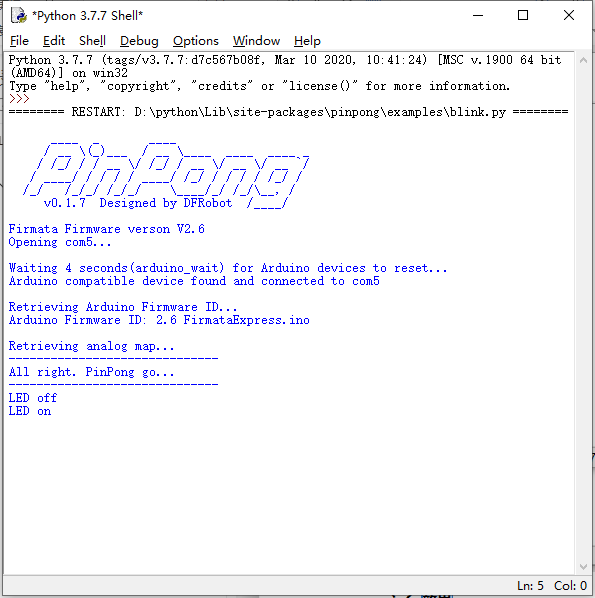 *Python 3.7.7 Shell*
File Edit Shell Debug Options Window Help
Python 3.7.7 (tags/v3.7.7:d7c567b08f, Mar 10 2020, 10:41:24) [MSC v.1900 64 bit
(AMD64)] on win32
Type "help", "copyright", "credits" or "license()" for more information.
>>>
======== RESTART: D:\python\Lib\site-packages\pinpong\examples\blink.py ========
PinPong
v0.1.7 Designed by DFRobot
Firmata Firmware verson V2.6
Opening com5...
Waiting 4 seconds(arduino_wait) for Arduino devices to reset...
Arduino compatible device found and connected to com5
Retrieving Arduino Firmware ID...
Arduino Firmware ID: 2.6 FirmataExpress.ino
Retrieving analog map...
------------------------------
All right. PinPong go...
------------------------------
LED off
LED on
Ln: 5 Col: 0